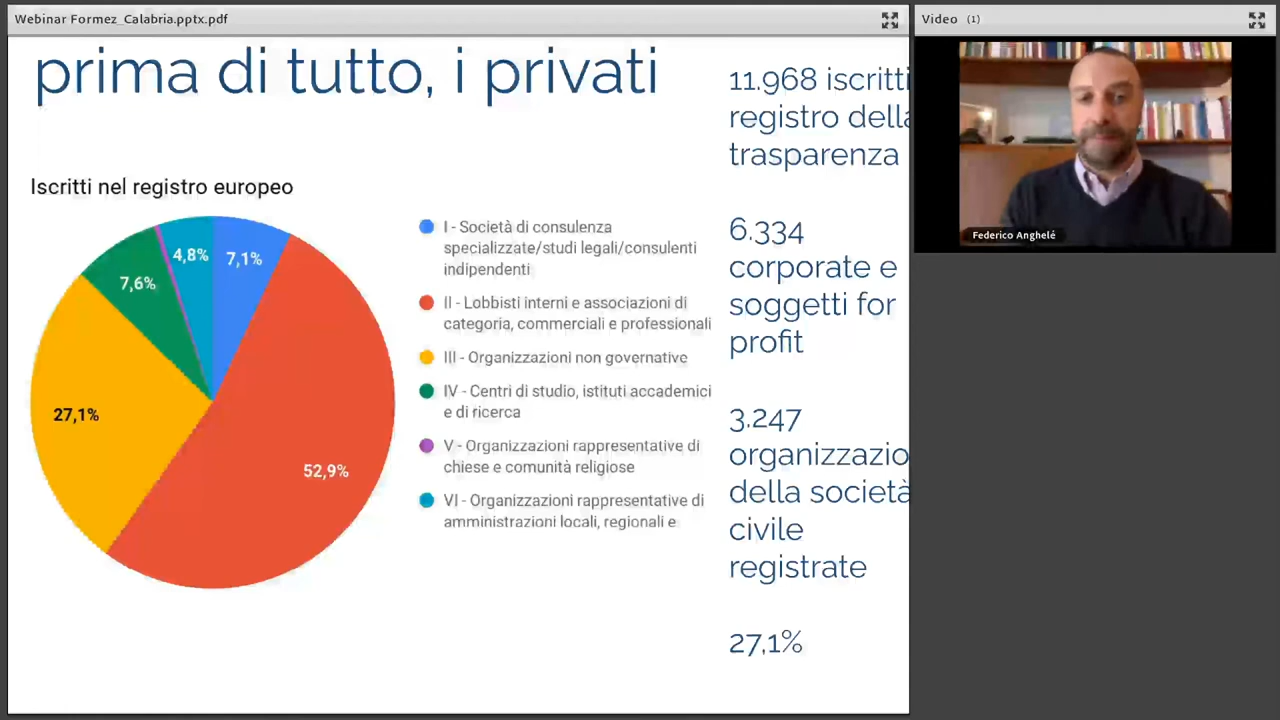 Webinar Formez_Calabria.pptx.pdf
prima di tutto, i privati
Iscritti nel registro europeo
7,1%
52,9%
27,1%
7,6%
4,8%
I - Società di consulenza
specializzate/studi legali/consulenti
indipendenti
II - Lobbisti interni e associazioni di
categoria, commerciali e professionali
III - Organizzazioni non governative
IV - Centri di studio, istituti accademici
e di ricerca
V - Organizzazioni rappresentative di
chiese e comunità religiose
VI - Organizzazioni rappresentative di
amministrazioni locali, regionali e
11.968 iscritti
registro della
trasparenza
6.334
corporate e
soggetti for
profit
3.247
organizzazio
della società
civile
registrate
27,1%
Video (1)
Federico Anghelé